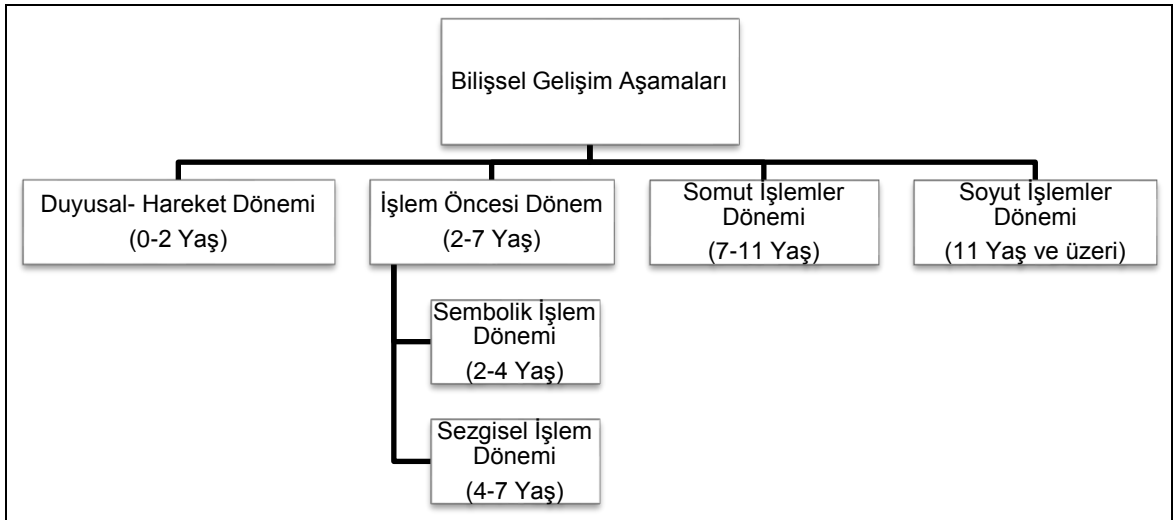 Bilişsel Gelişim Aşamaları
Duyusal- Hareket Dönemi
(0-2 Yaş)
İşlem Öncesi Dönem
(2-7 Yaş)
Somut İşlemler
Dönemi
(7-11 Yaş)
Soyut İşlemler
Dönemi
(11 Yaş ve üzeri)
Sembolik İşlem
Dönemi
(2-4 Yaş)
Sezgisel İşlem
Dönemi
(4-7 Yaş)